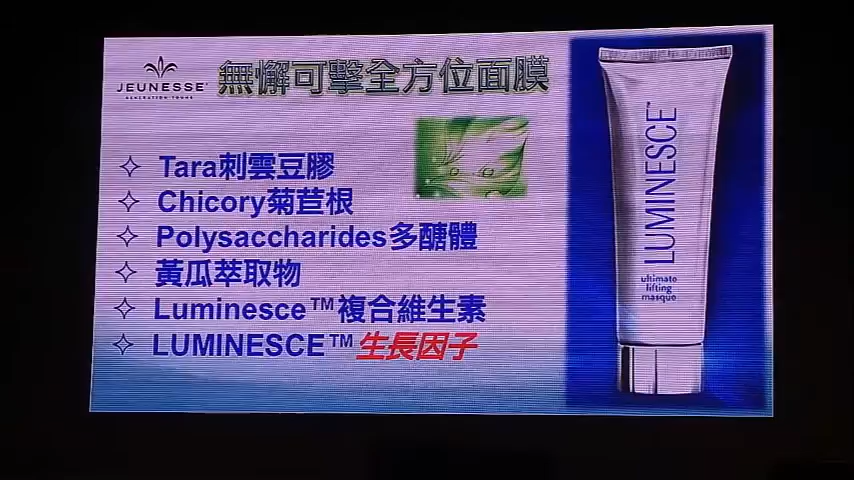 JEUNESSE
GENERATION YOUNG
無懈可擊全方位面膜
Tara刺雲豆膠
Chicory菊苣根
Polysaccharides多醣體
黃瓜萃取物
Luminesce™複合維生素
LUMINESCE™生長因子
LUMINESCE™
ultimate
lifting
masque